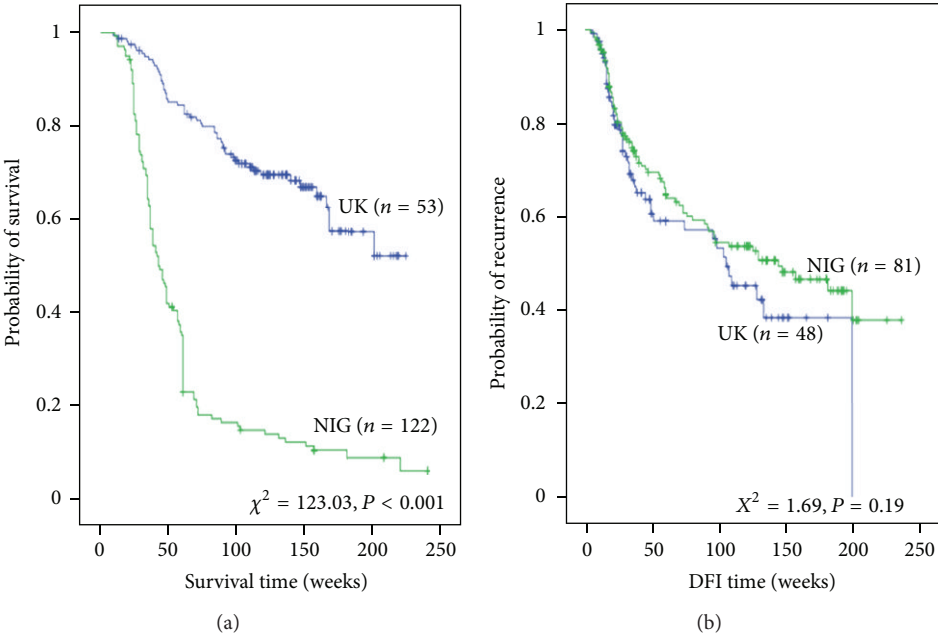 Probability of survival
1
0.8
0.6
0.4
0.2
0
UK (n = 53)
NIG (n = 122)
χ² = 123.03, P < 0.001
0 50 100 150 200 250
Survival time (weeks)
(a)
Probability of recurrence
1
0.8
0.6
0.4
0.2
0
NIG (n = 81)
UK (n = 48)
X² = 1.69, P = 0.19
0 50 100 150 200 250
DFI time (weeks)
(b)